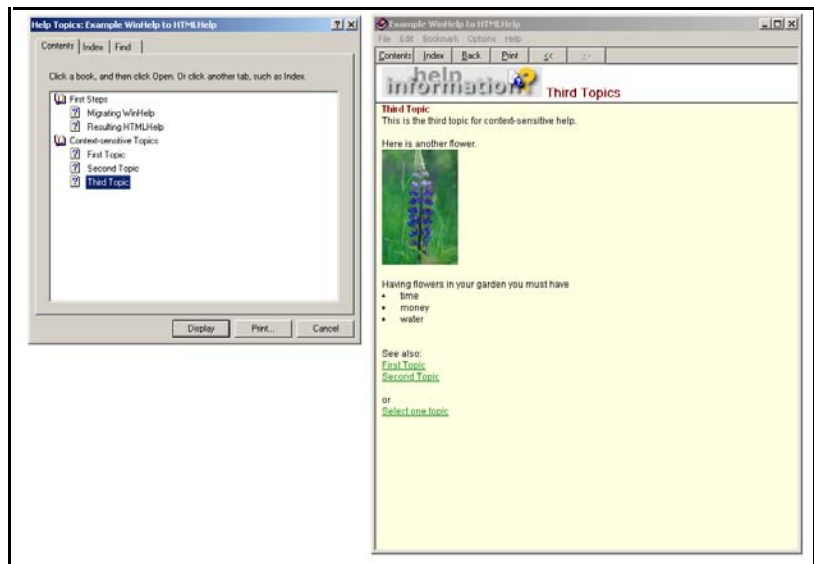 Help Topics: Example WinHelp to HTMLHelp
Contents Index Find
Click a book, and then click Open. Or click another tab, such as Index.
First Steps
Migrating WinHelp
Resulting HTMLHelp
Context-sensitive Topics
First Topic
Second Topic
Third Topic
Display Print... Cancel
Example WinHelp to HTMLHelp
File Edit Bookmark Options Help
Contents Index Back Print << >>
help
information? Third Topics
Third Topic
This is the third topic for context-sensitive help.
Here is another flower.
Having flowers in your garden you must have
• time
• money
• water
See also:
First Topic
Second Topic
or
Select one topic